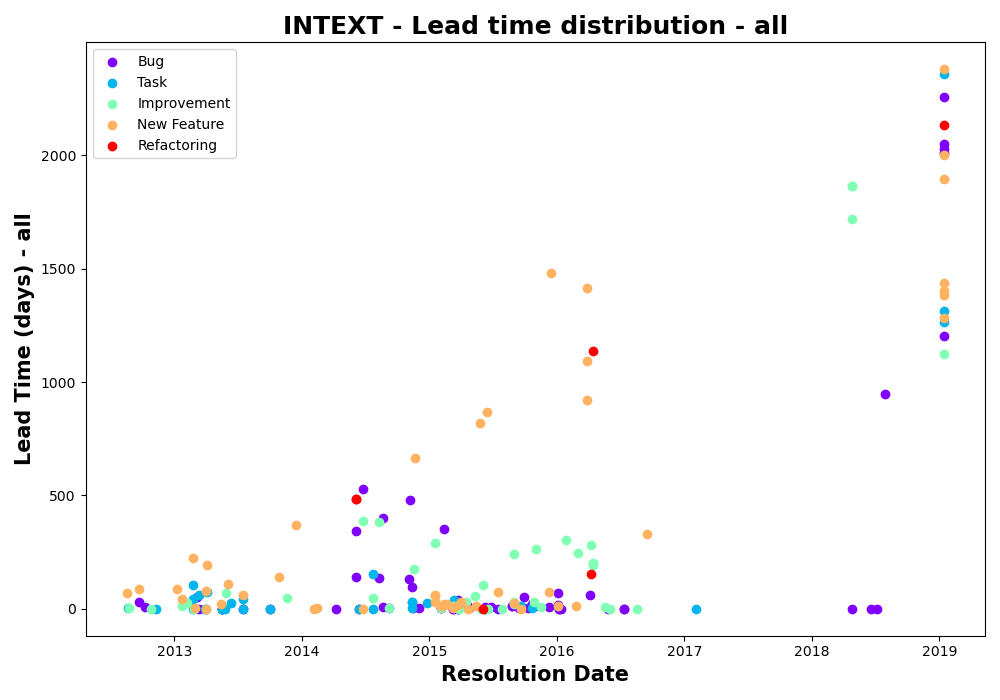 INTEXT - Lead time distribution - all
Bug
Task
Improvement
New Feature
Refactoring
Lead Time (days) - all
2000
1500
1000
500
0
2013 2014 2015 2016 2017 2018 2019
Resolution Date